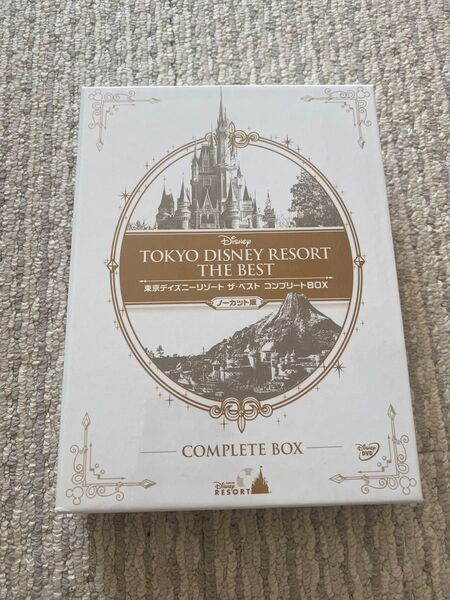 Disney
TOKYO DISNEY RESORT
THE BEST
東京ディズニーリゾート ザ・ベスト コンプリートBOX
ノーカット版
COMPLETE BOX
Disney
DVD
Disney
RESORT